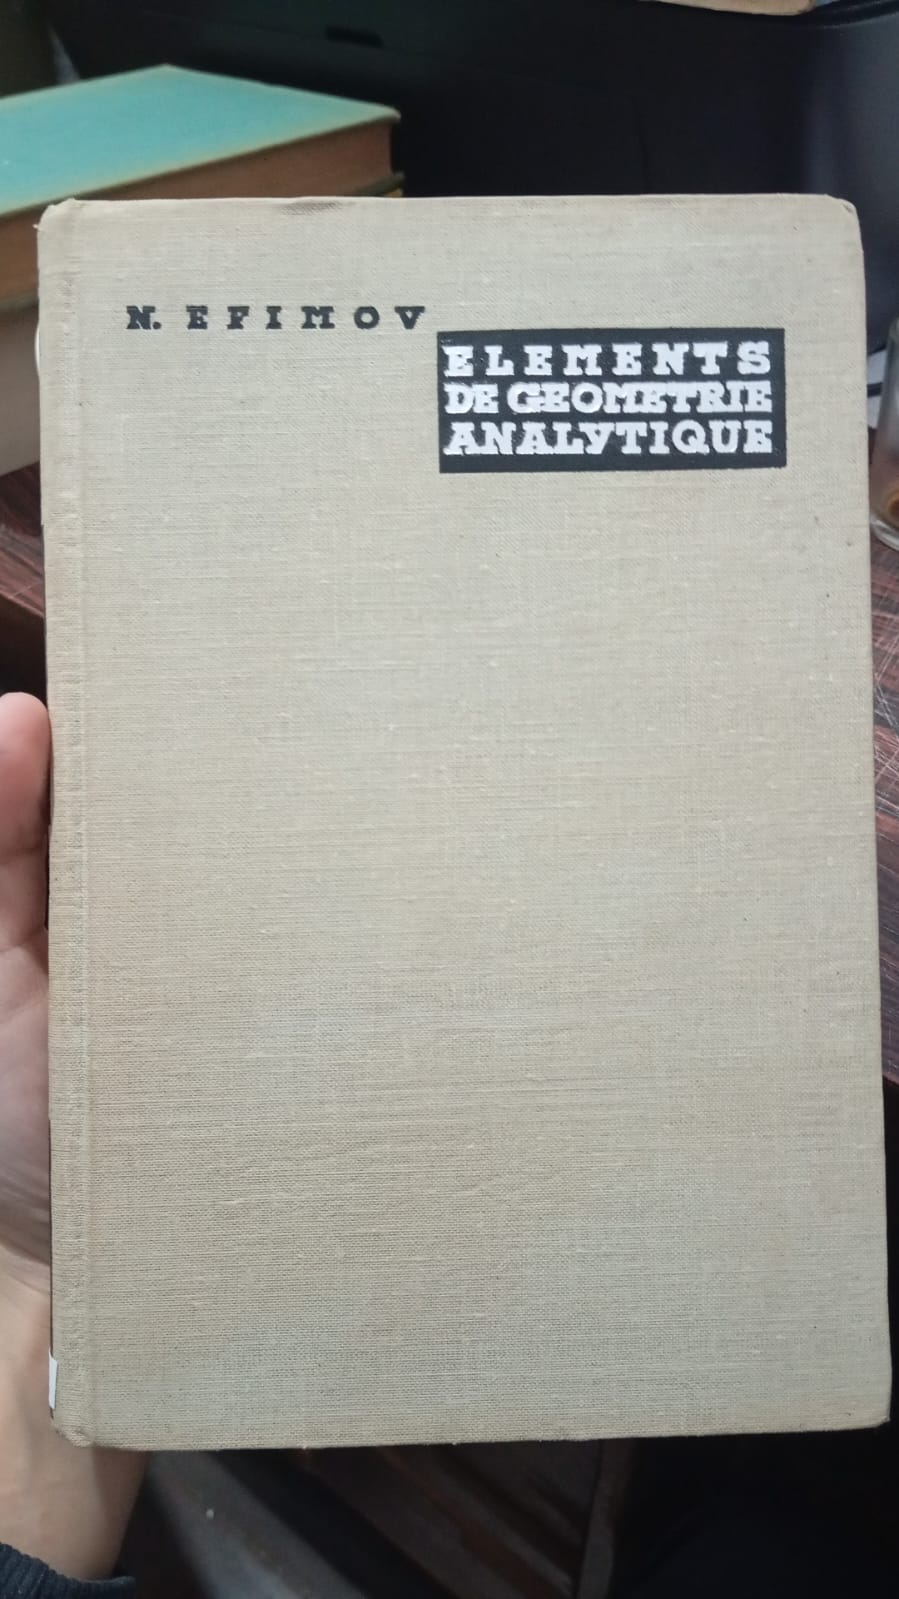 N. EFIMOV
ELEMENTS
DE GEOMETRIE
ANALYTIQUE